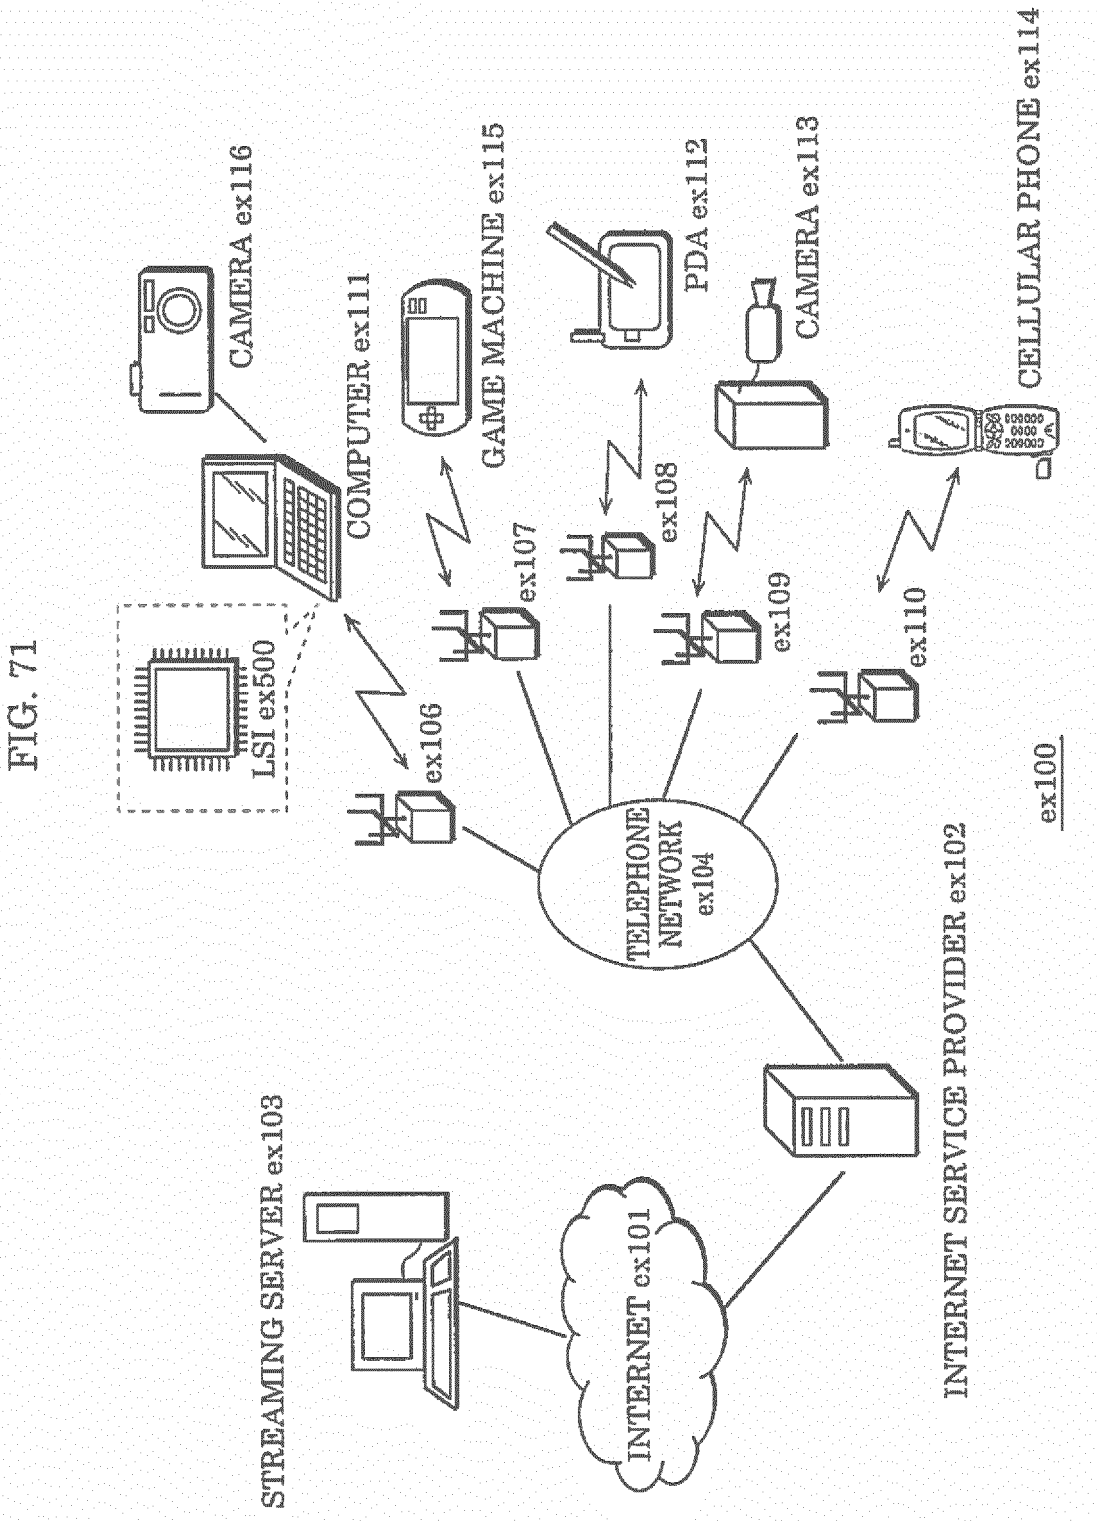 FIG. 71
LSI ex500
CAMERA ex116
COMPUTER ex111
STREAMING SERVER ex103
ex106
GAME MACHINE ex115
ex107
PDA ex112
ex108
INTERNET ex101
TELEPHONE
NETWORK
ex104
ex109
CAMERA ex113
ex110
INTERNET SERVICE PROVIDER ex102
CELLULAR PHONE ex114
ex100